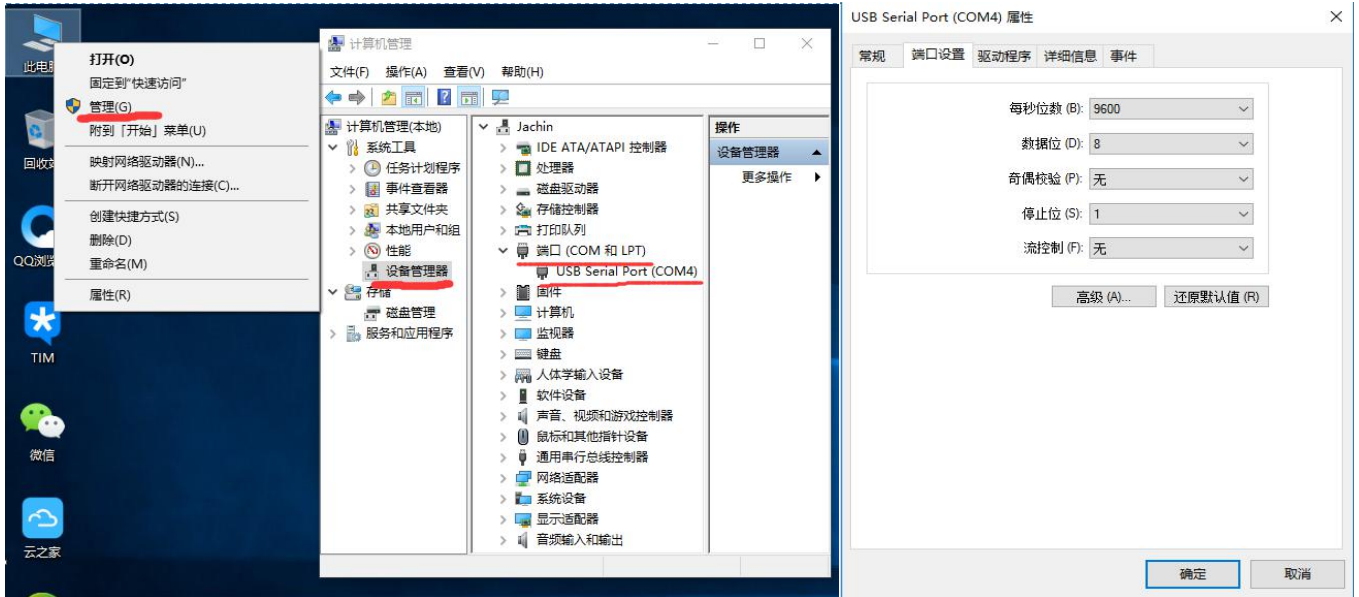 此电脑
回收站
QQ浏览
TIM
微信
云之家
打开(O)
固定到"快速访问"
管理(G)
附到「开始」菜单(U)
映射网络驱动器(N)...
断开网络驱动器的连接(C)...
创建快捷方式(S)
删除(D)
重命名(M)
属性(R)
计算机管理
文件(F) 操作(A) 查看(V) 帮助(H)
计算机管理(本地)
系统工具
任务计划程序
事件查看器
共享文件夹
本地用户和组
性能
设备管理器
存储
磁盘管理
服务和应用程序
Jachin
IDE ATA/ATAPI 控制器
处理器
磁盘驱动器
存储控制器
打印队列
端口 (COM 和 LPT)
USB Serial Port (COM4)
固件
计算机
监视器
键盘
人体学输入设备
软件设备
声音、视频和游戏控制器
鼠标和其他指针设备
通用串行总线控制器
网络适配器
系统设备
显示适配器
音频输入和输出
操作
设备管理器
更多操作
USB Serial Port (COM4) 属性
常规 端口设置 驱动程序 详细信息 事件
每秒位数 (B): 9600
数据位 (D): 8
奇偶校验 (P): 无
停止位 (S): 1
流控制 (F): 无
高级 (A)... 还原默认值 (R)
确定 取消